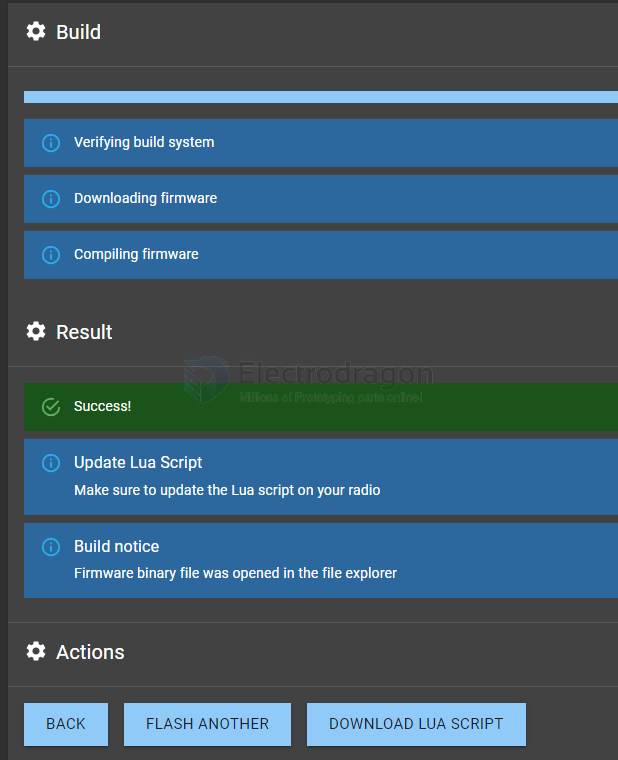 Build
Verifying build system
Downloading firmware
Compiling firmware
Result
Electrodragon
Millions of Prototyping parts online!
Success!
Update Lua Script
Make sure to update the Lua script on your radio
Build notice
Firmware binary file was opened in the file explorer
Actions
BACK
FLASH ANOTHER
DOWNLOAD LUA SCRIPT